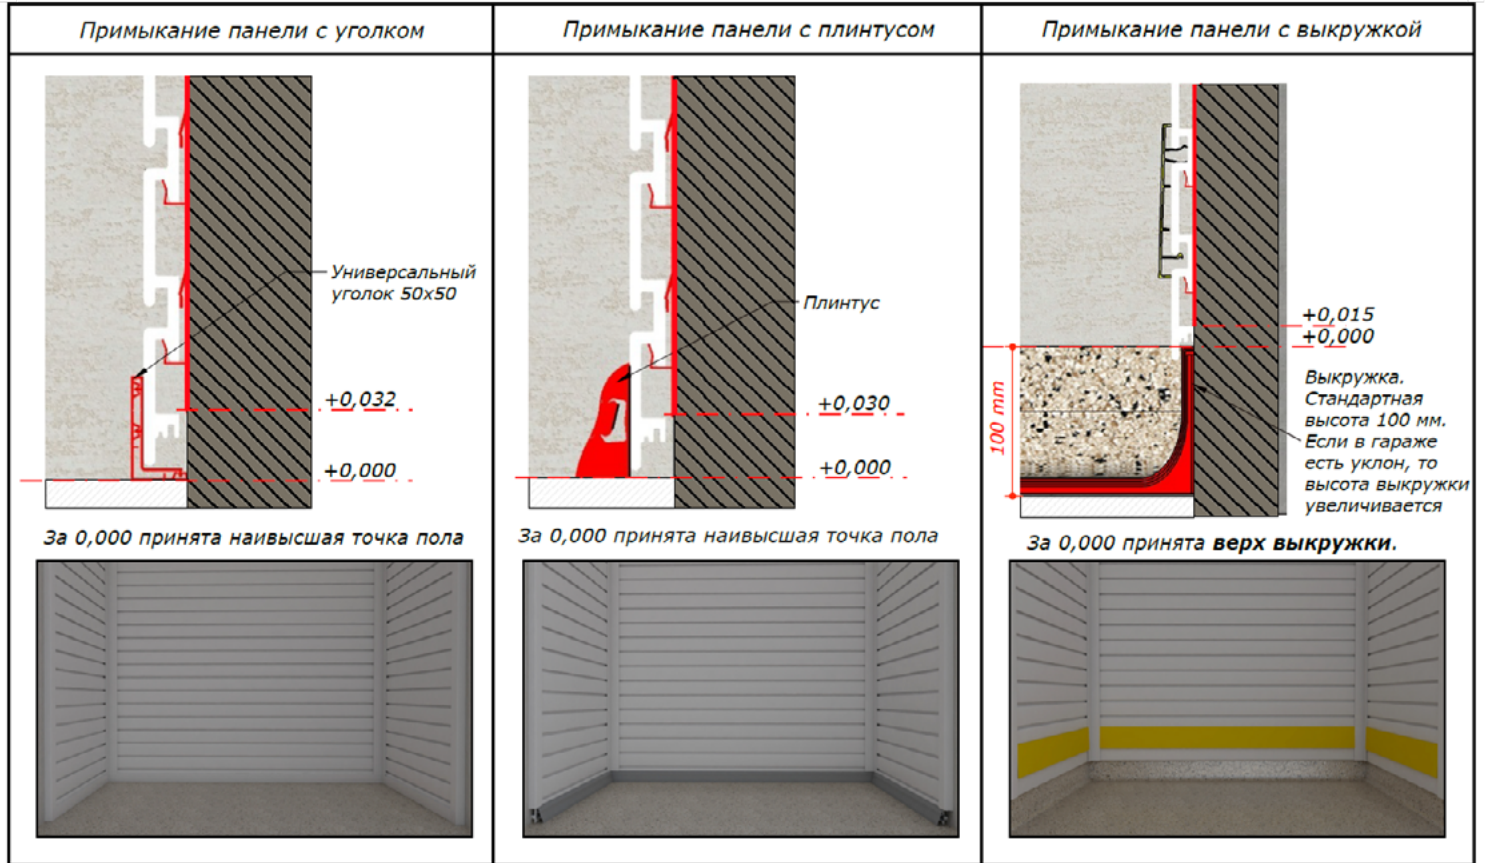 Примыкание панели с уголком
Универсальный
уголок 50х50
+0,032
+0,000
За 0,000 принята наивысшая точка пола
Примыкание панели с плинтусом
Плинтус
+0,030
+0,000
За 0,000 принята наивысшая точка пола
Примыкание панели с выкружкой
+0,015
+0,000
100 mm
Выкружка.
Стандартная
высота 100 мм.
Если в гараже
есть уклон, то
высота выкружки
увеличивается
За 0,000 принята верх выкружки.